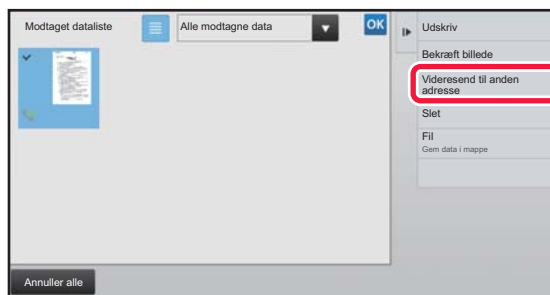 Modtaget dataliste
Alle modtagne data
OK
Udskriv
Bekræft billede
Videresend til anden
adresse
Slet
Fil
Gem data i mappe
Annuller alle